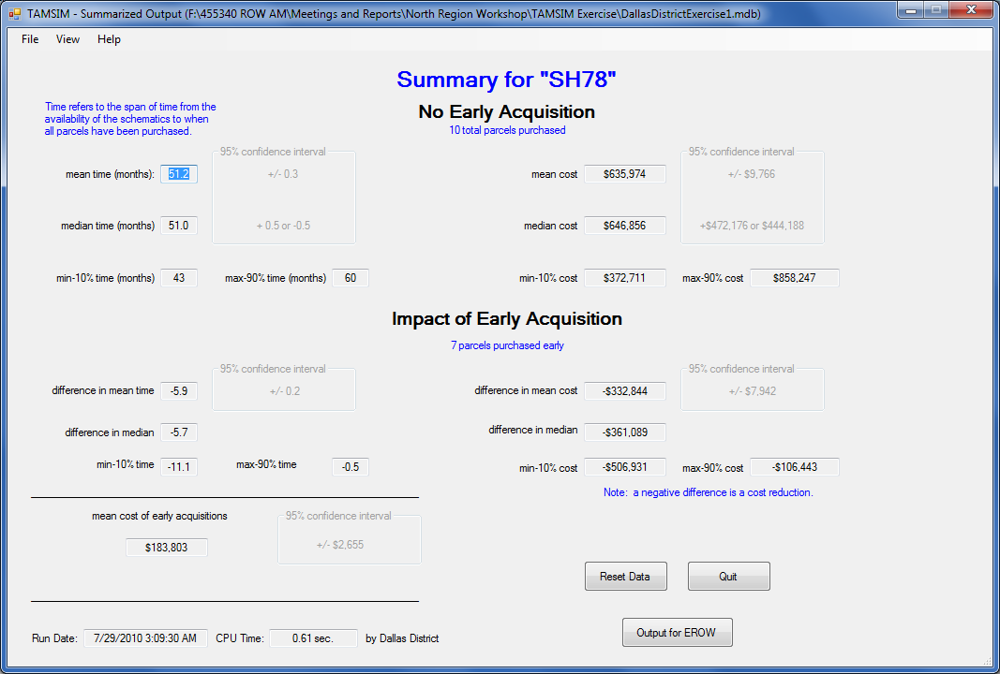 TAMSIM - Summarized Output (F:\455340 ROW AM\Meetings and Reports\North Region Workshop\TAMSIM Exercise\DallasDistrictExercise1.mdb)
File View Help
Summary for "SH78"
Time refers to the span of time from the
availability of the schematics to when
all parcels have been purchased.
No Early Acquisition
10 total parcels purchased
95% confidence interval
95% confidence interval
mean time (months): 51.2 +/- 0.3
mean cost $635,974 +/- $9,766
median time (months) 51.0 + 0.5 or -0.5
median cost $646,856 +$472,176 or $444,188
min-10% time (months) 43 max-90% time (months) 60
min-10% cost $372,711 max-90% cost $858,247
Impact of Early Acquisition
7 parcels purchased early
95% confidence interval
95% confidence interval
difference in mean time -5.9 +/- 0.2
difference in mean cost -$332,844 +/- $7,942
difference in median -5.7
difference in median -$361,089
min-10% time -11.1 max-90% time -0.5
min-10% cost -$506,931 max-90% cost -$106,443
Note: a negative difference is a cost reduction.
mean cost of early acquisitions
95% confidence interval
$183,803 +/- $2,655
Reset Data Quit
Output for EROW
Run Date: 7/29/2010 3:09:30 AM CPU Time: 0.61 sec. by Dallas District